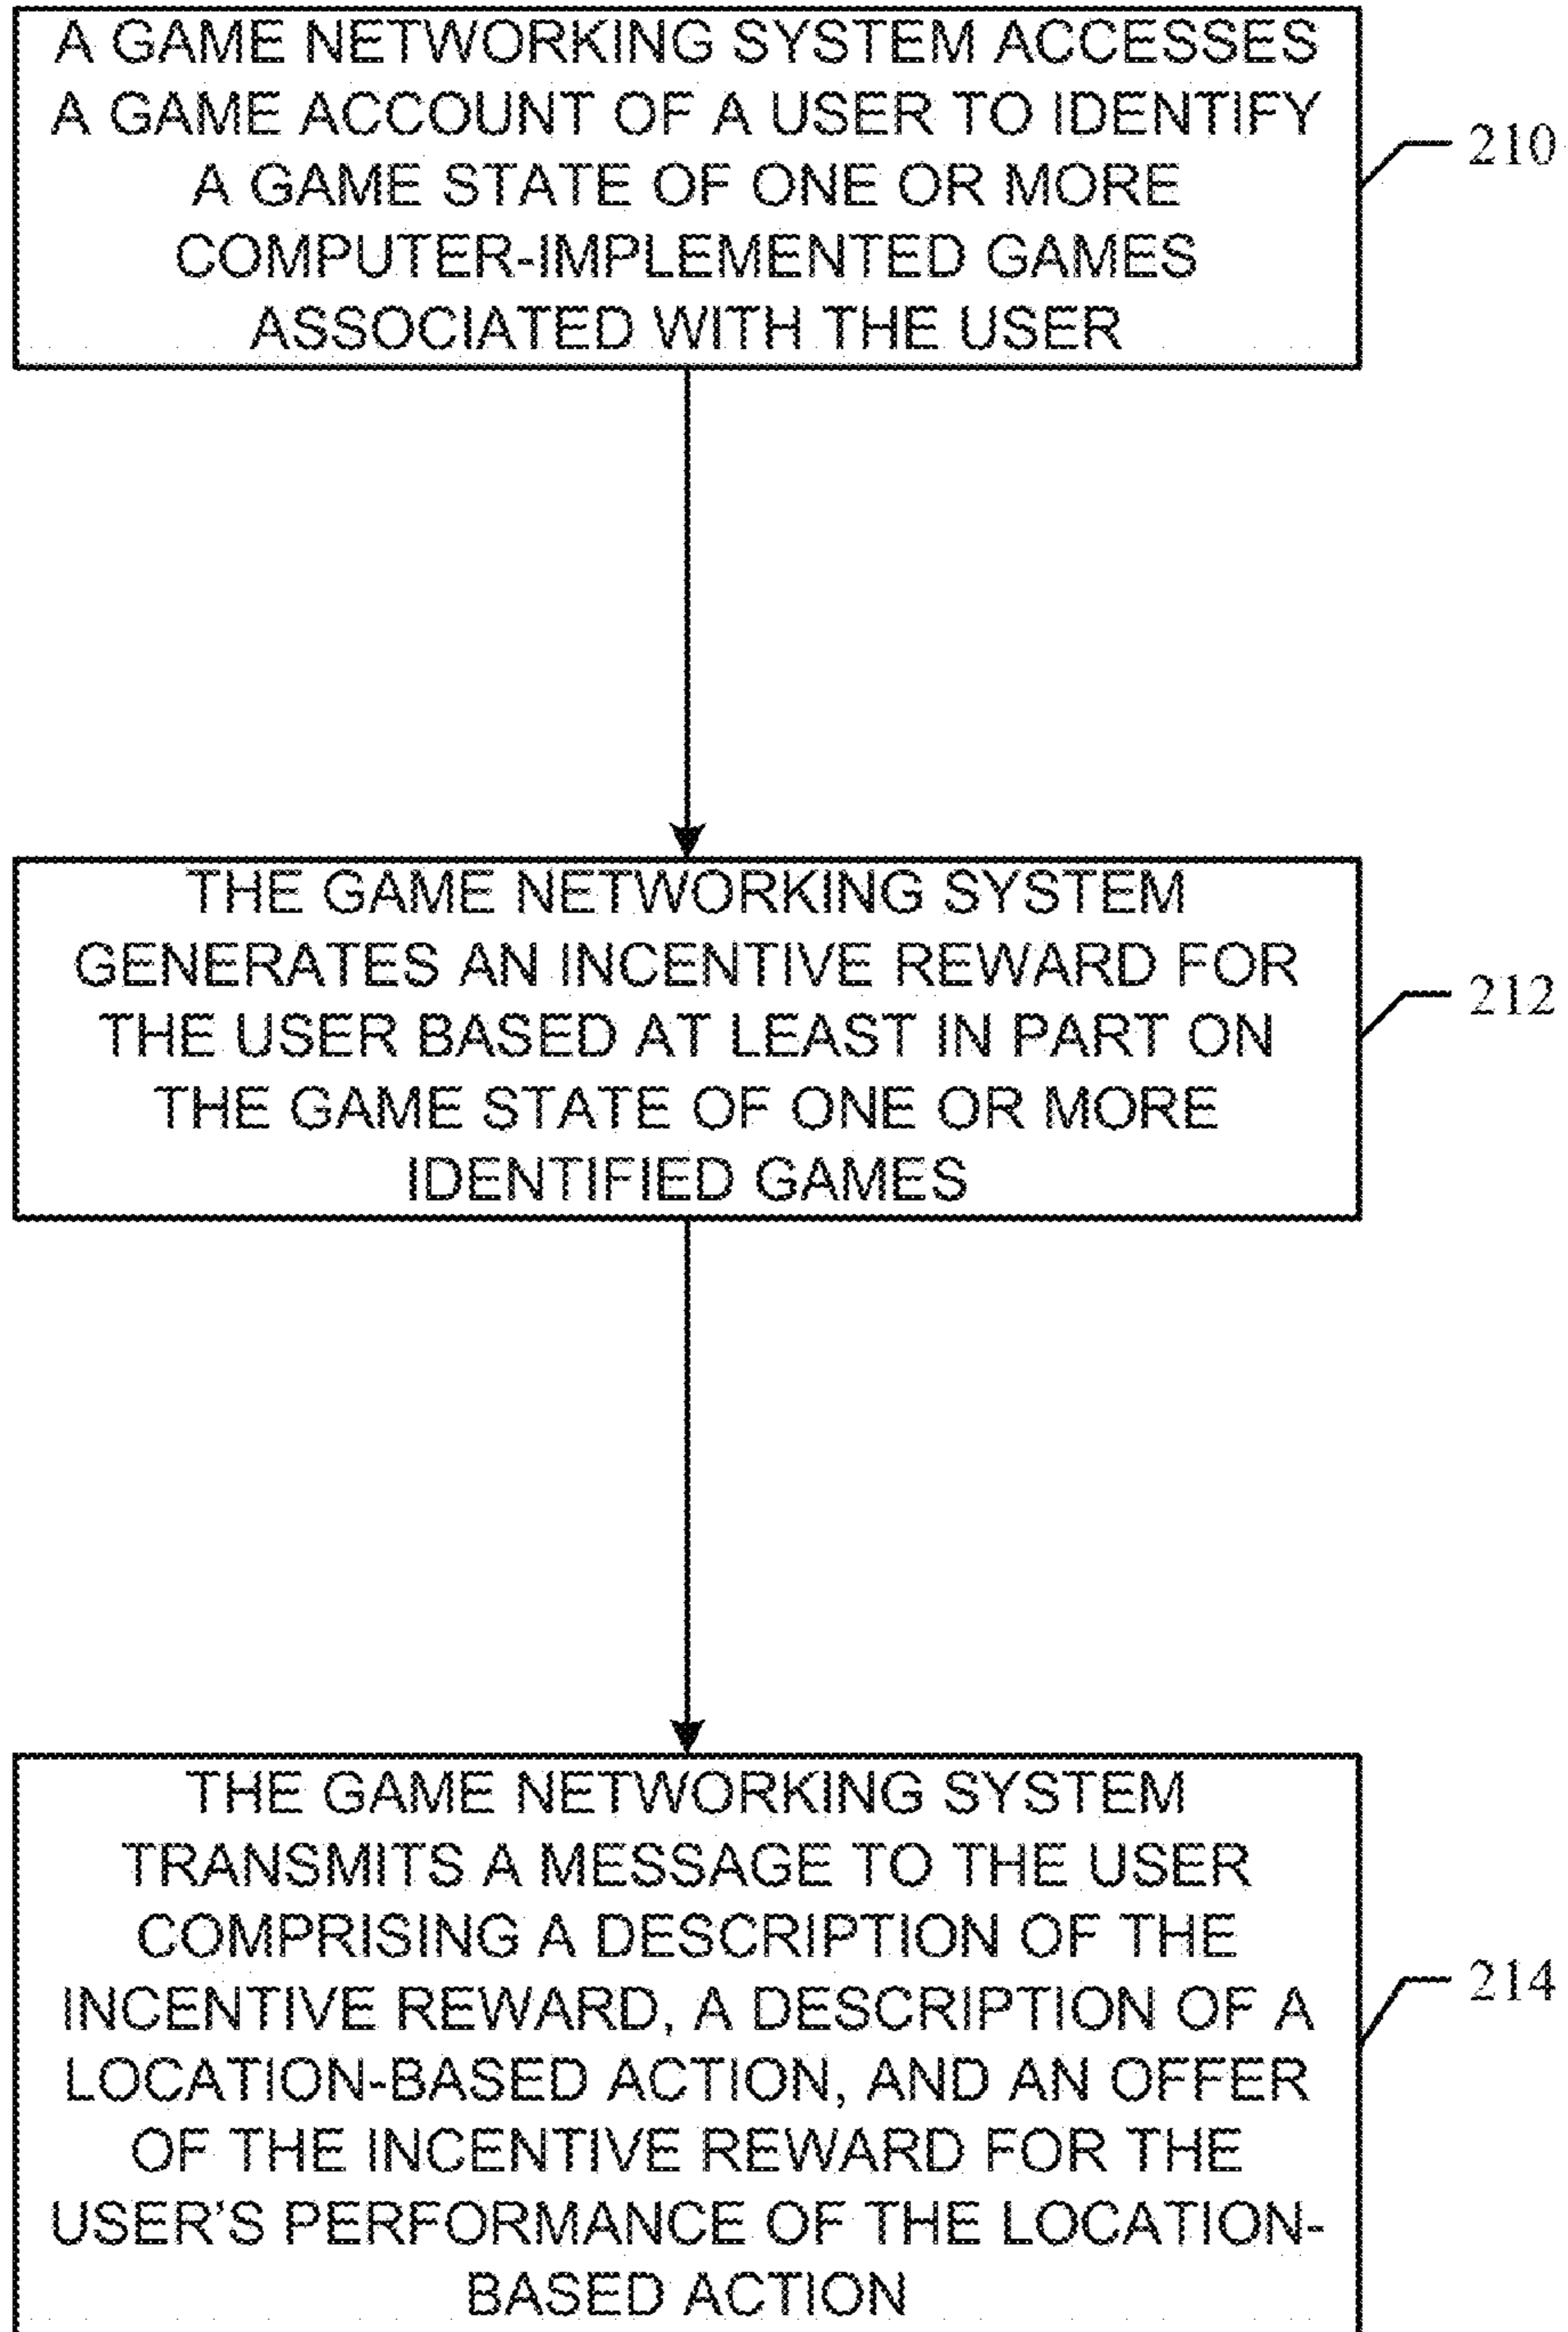 A GAME NETWORKING SYSTEM ACCESSES
A GAME ACCOUNT OF A USER TO IDENTIFY
A GAME STATE OF ONE OR MORE
COMPUTER-IMPLEMENTED GAMES
ASSOCIATED WITH THE USER
210
THE GAME NETWORKING SYSTEM
GENERATES AN INCENTIVE REWARD FOR
THE USER BASED AT LEAST IN PART ON
THE GAME STATE OF ONE OR MORE
IDENTIFIED GAMES
212
THE GAME NETWORKING SYSTEM
TRANSMITS A MESSAGE TO THE USER
COMPRISING A DESCRIPTION OF THE
INCENTIVE REWARD, A DESCRIPTION OF A
LOCATION-BASED ACTION, AND AN OFFER
OF THE INCENTIVE REWARD FOR THE
USER'S PERFORMANCE OF THE LOCATION-
BASED ACTION
214